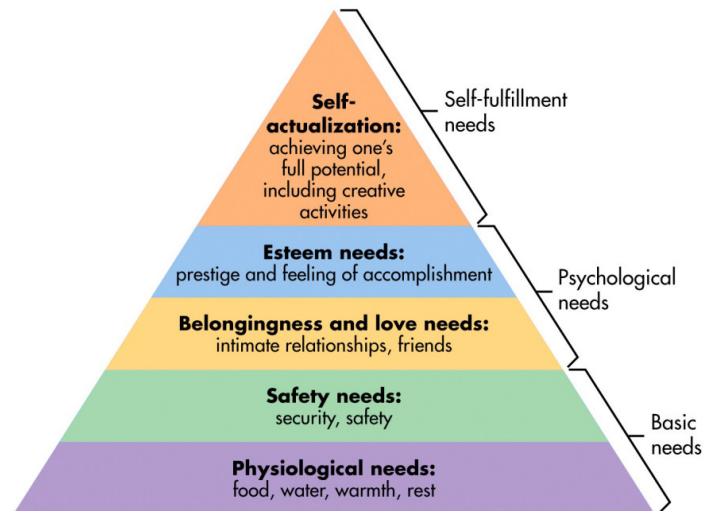 Self-
actualization:
achieving one's
full potential,
including creative
activities
Self-fulfillment
needs
Esteem needs:
prestige and feeling of accomplishment
Psychological
needs
Belongingness and love needs:
intimate relationships, friends
Safety needs:
security, safety
Basic
needs
Physiological needs:
food, water, warmth, rest